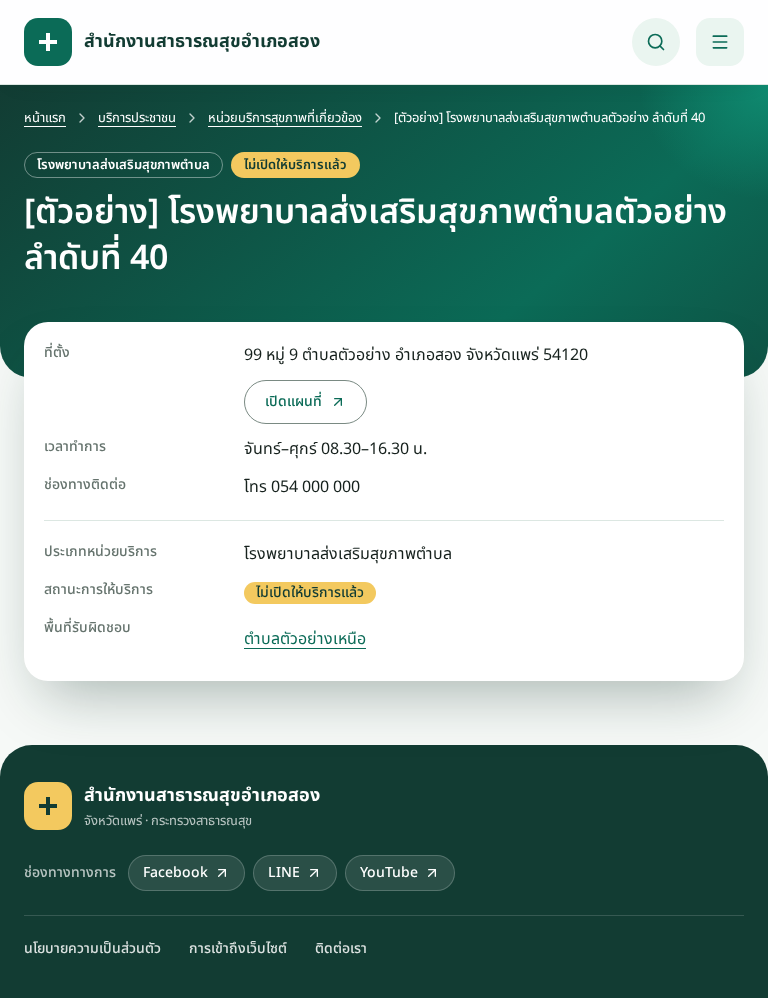 สำนักงานสาธารณสุขอำเภอสอง
หน้าแรก
บริการประชาชน
หน่วยบริการสุขภาพที่เกี่ยวข้อง
[ตัวอย่าง] โรงพยาบาลส่งเสริมสุขภาพตำบลตัวอย่าง ลำดับที่ 40
โรงพยาบาลส่งเสริมสุขภาพตำบล
ไม่เปิดให้บริการแล้ว
[ตัวอย่าง] โรงพยาบาลส่งเสริมสุขภาพตำบลตัวอย่าง
ลำดับที่ 40
ที่ตั้ง
99 หมู่ 9 ตำบลตัวอย่าง อำเภอสอง จังหวัดแพร่ 54120
เปิดแผนที่
เวลาทำการ
จันทร์–ศุกร์ 08.30–16.30 น.
ช่องทางติดต่อ
โทร 054 000 000
ประเภทหน่วยบริการ
โรงพยาบาลส่งเสริมสุขภาพตำบล
สถานะการให้บริการ
ไม่เปิดให้บริการแล้ว
พื้นที่รับผิดชอบ
ตำบลตัวอย่างเหนือ
สำนักงานสาธารณสุขอำเภอสอง
จังหวัดแพร่ · กระทรวงสาธารณสุข
ช่องทางทางการ
Facebook
LINE
YouTube
นโยบายความเป็นส่วนตัว
การเข้าถึงเว็บไซต์
ติดต่อเรา